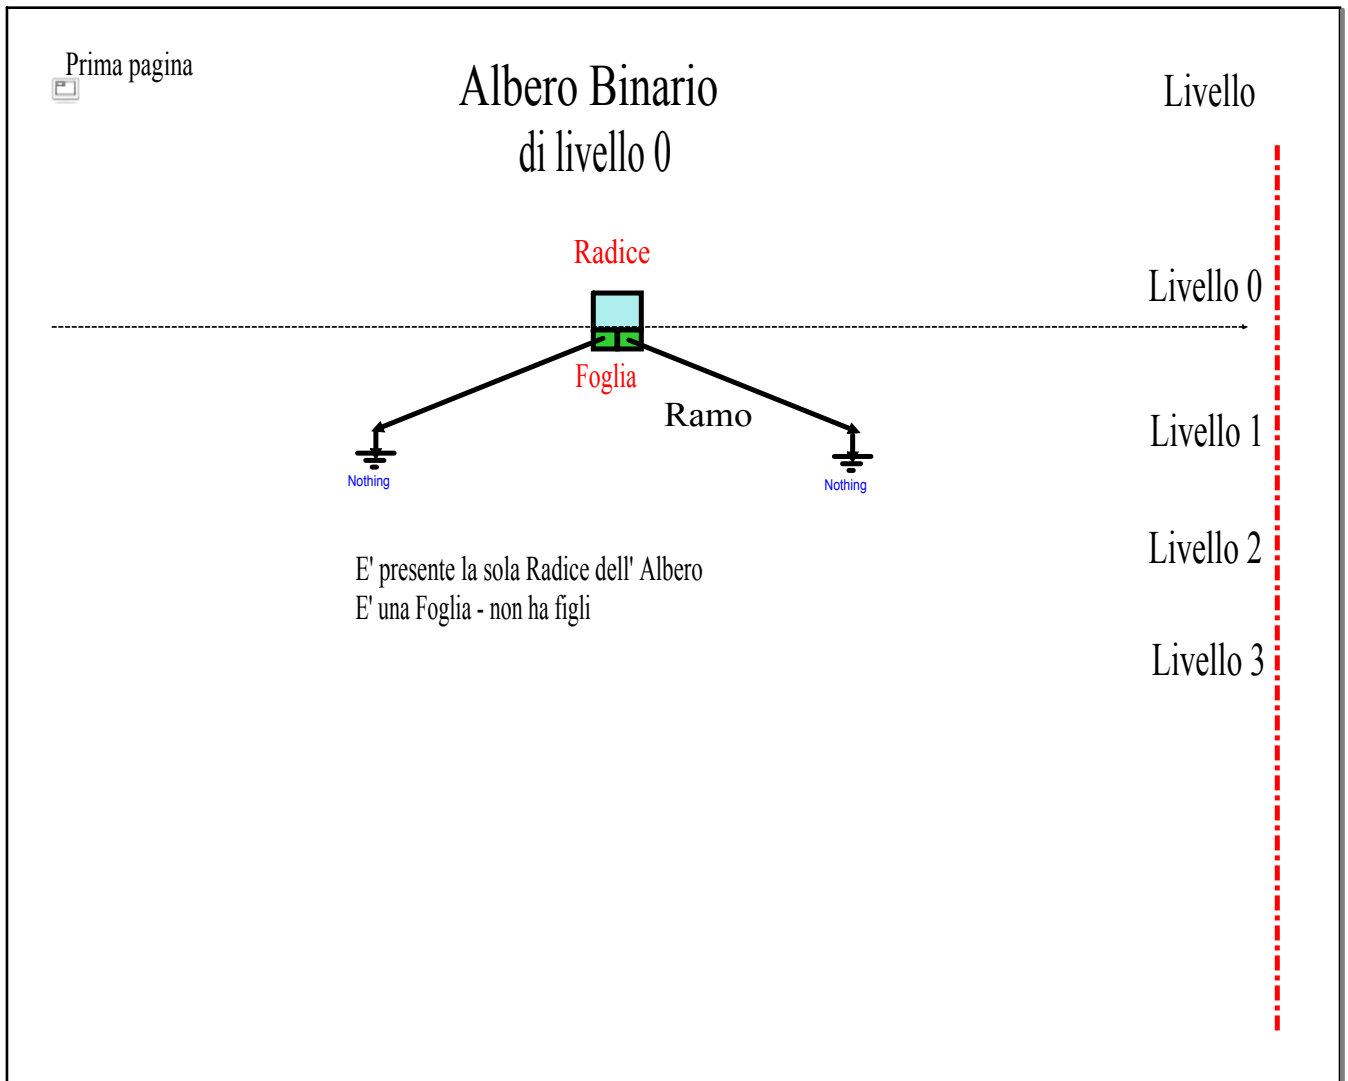 Prima pagina
Albero Binario
di livello 0
Livello
Radice
Livello 0
Foglia
Ramo
Livello 1
Nothing
Nothing
Livello 2
E' presente la sola Radice dell' Albero
E' una Foglia - non ha figli
Livello 3